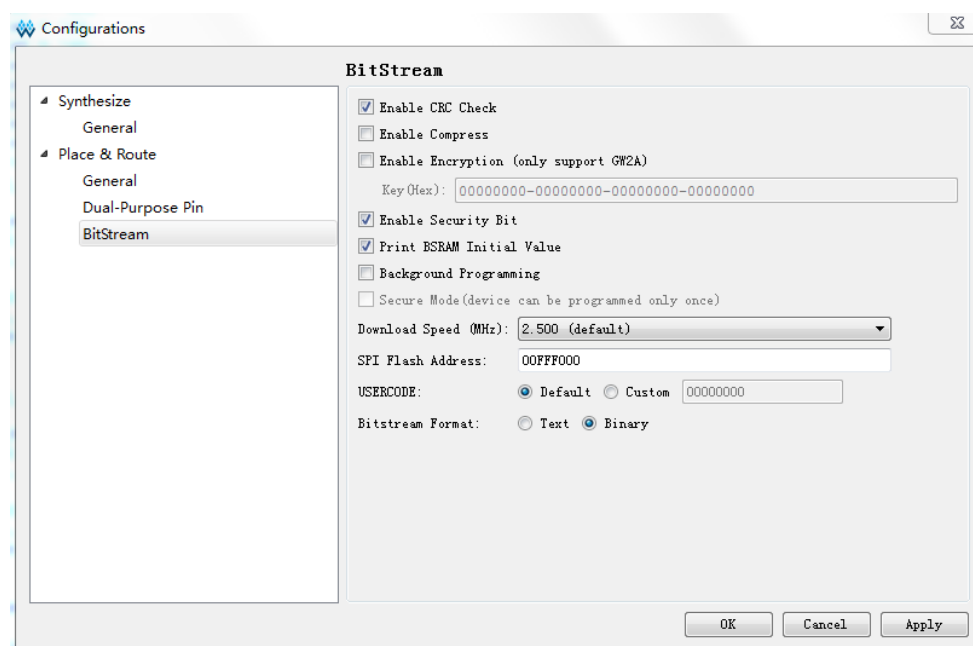 Configurations
BitStream
Synthesize
General
Place & Route
General
Dual-Purpose Pin
BitStream
Enable CRC Check
Enable Compress
Enable Encryption (only support GW2A)
Key(Hex): 00000000-00000000-00000000-00000000
Enable Security Bit
Print BSRAM Initial Value
Background Programming
Secure Mode(device can be programmed only once)
Download Speed (MHz): 2.500 (default)
SPI Flash Address: 00FFF000
USERCODE: Default Custom 00000000
Bitstream Format: Text Binary
OK Cancel Apply